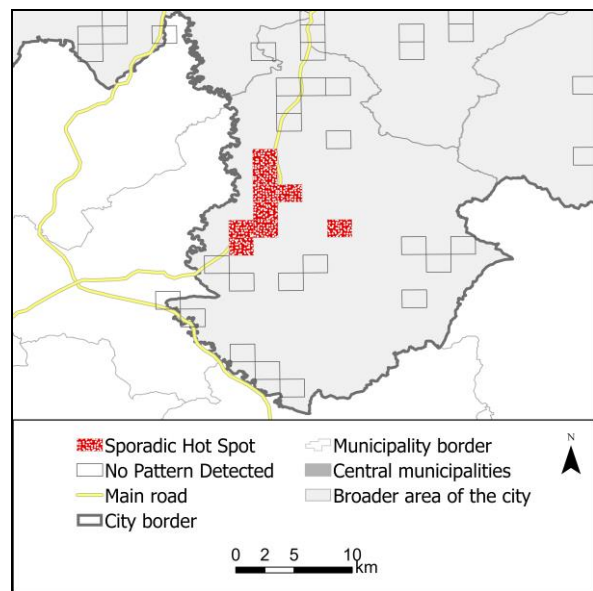 Sporadic Hot Spot
No Pattern Detected
Main road
City border
Municipality border
Central municipalities
Broader area of the city
N
0 2 5 10
km